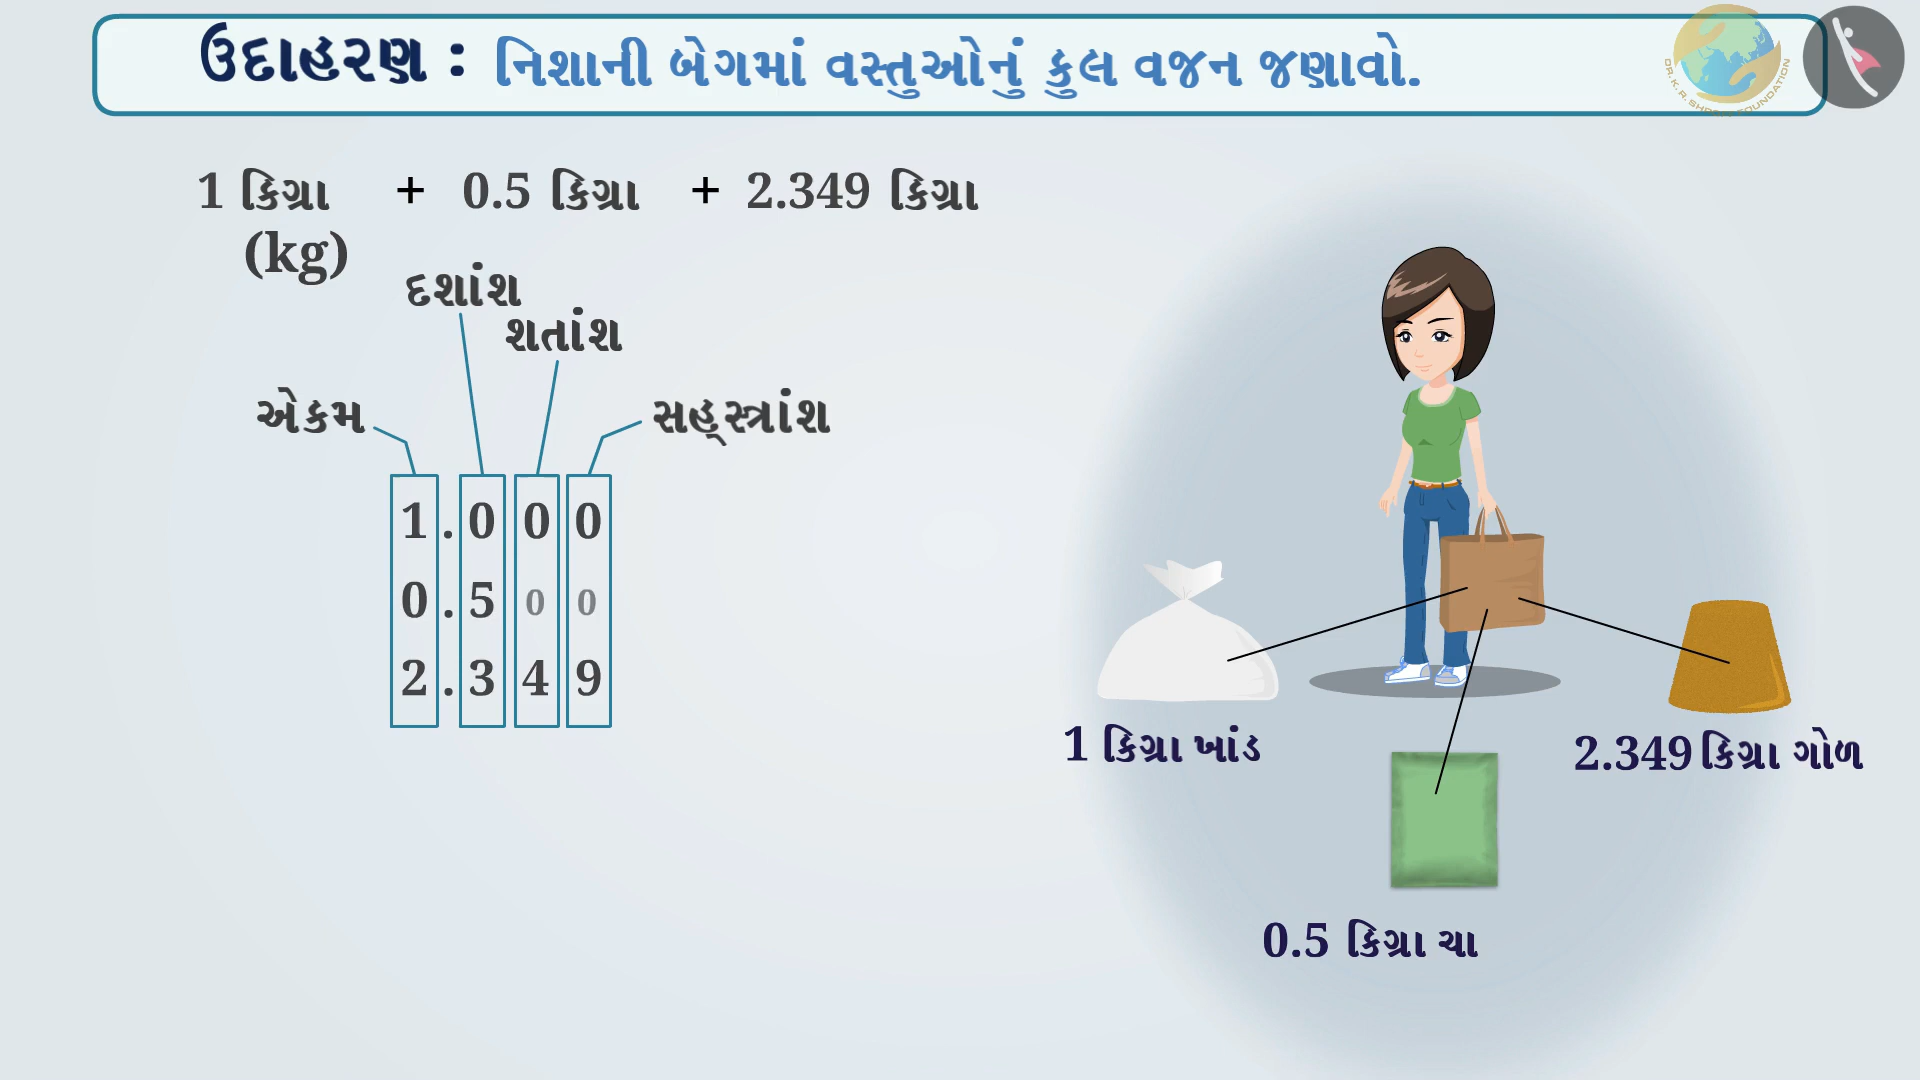 ઉદાહરણ : નિશાની બેગમાં વસ્તુઓનું કુલ વજન જણાવો.
1 કિગ્રા + 0.5 કિગ્રા + 2.349 કિગ્રા
(kg)
દશાંશ
શતાંશ
એકમ
સહ્સ્ત્રાંશ
1.000
0.500
2.349
1 કિગ્રા ખાંડ
2.349 કિગ્રા ગોળ
0.5 કિગ્રા ચા